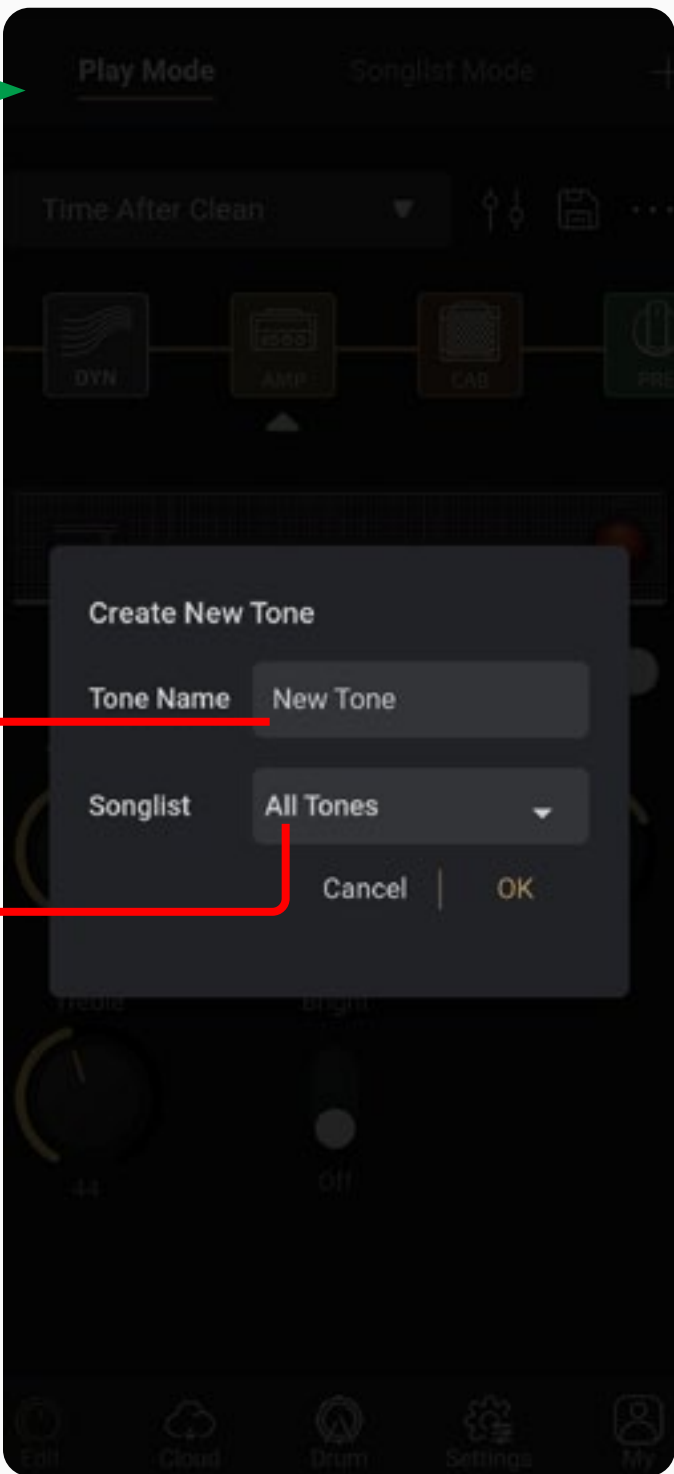 Play Mode Songlist Mode +
Time After Clean
DYN AMP CAB PRE
Create New Tone
Tone Name New Tone
Songlist All Tones
Cancel | OK
Treble Bright
44 Off
Edit Cloud Drum Settings My